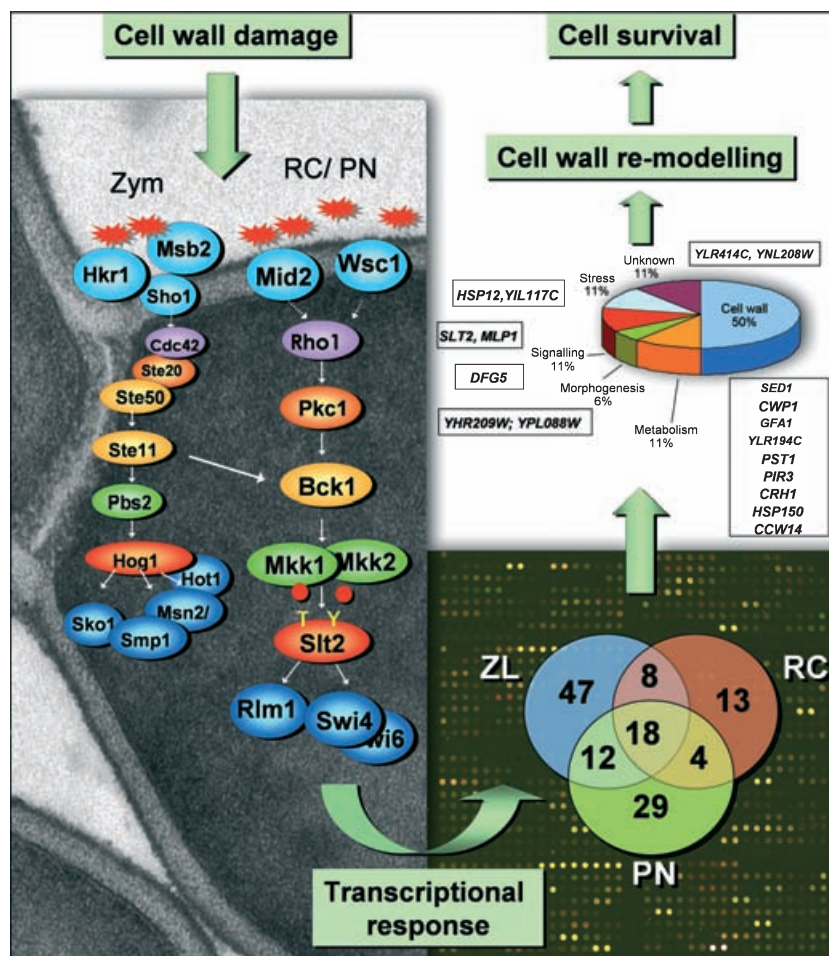 Cell wall damage
Zym
RC/ PN
Hkr1
Msb2
Sho1
Mid2
Wsc1
Cdc42
Ste20
Ste50
Rho1
Pkc1
Ste11
Bck1
Pbs2
Mkk1
Mkk2
Hog1
Hot1
Msn2/
Sko1
Smp1
T
Y
Slt2
Rlm1
Swi4
wi6
Transcriptional
response
Cell survival
Cell wall re-modelling
YLR414C, YNL208W
Unknown
11%
Stress
11%
HSP12,YIL117C
Cell wall
50%
SLT2, MLP1
Signalling
11%
DFG5
Morphogenesis
6%
YHR209W; YPL088W
Metabolism
11%
SED1
CWP1
GFA1
YLR194C
PST1
PIR3
CRH1
HSP150
CCW14
ZL
RC
47
8
13
18
12
4
29
PN